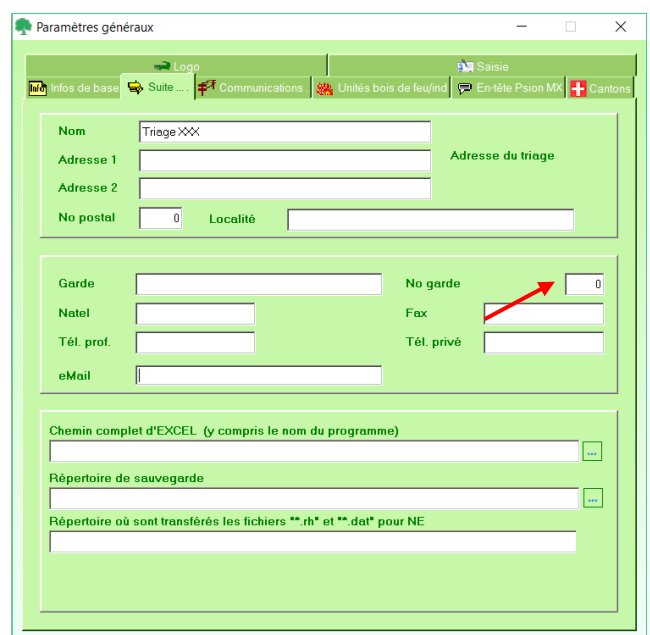 Paramètres généraux
Logo
Saisie
Info Infos de base
Suite ... .
Communications .
Unités bois de feu/ind
En-tête Psion MX
Cantons
Nom
Triage XXX
Adresse 1
Adresse du triage
Adresse 2
No postal
0
Localité
Garde
No garde
0
Natel
Fax
Tél. prof.
Tél. privé
eMail
Chemin complet d'EXCEL (y compris le nom du programme)
...
Répertoire de sauvegarde
...
Répertoire où sont transférés les fichiers "*.rh" et "*.dat" pour NE